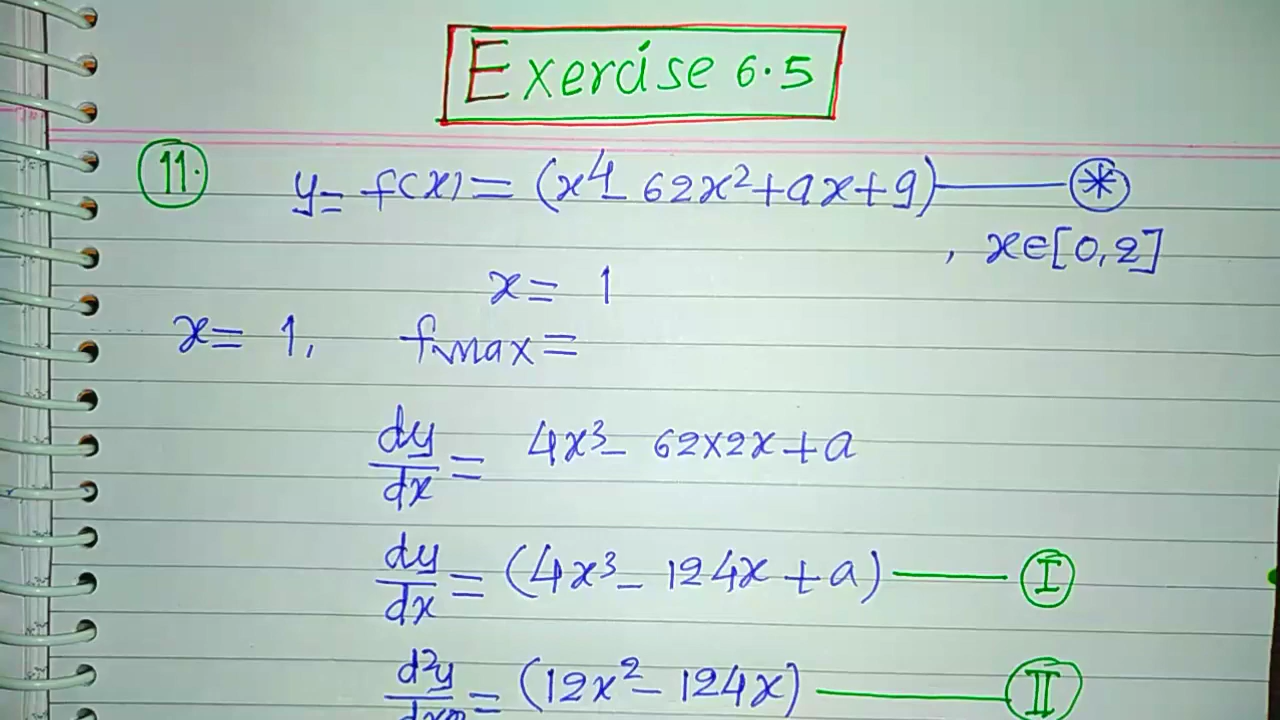 Exercise 6.5
11. y = f(x) = (x⁴ - 62x² + ax + 9) — *
, x∈[0,2]
x = 1
x = 1, fmax =
dy/dx = 4x³ - 62×2x + a
dy/dx = (4x³ - 124x + a) — I
d²y/dx² = (12x² - 124x) — II